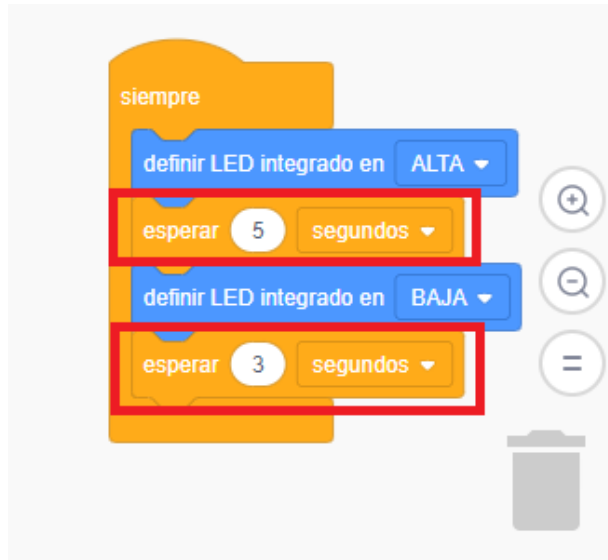 siempre
definir LED integrado en ALTA
esperar 5 segundos
definir LED integrado en BAJA
esperar 3 segundos